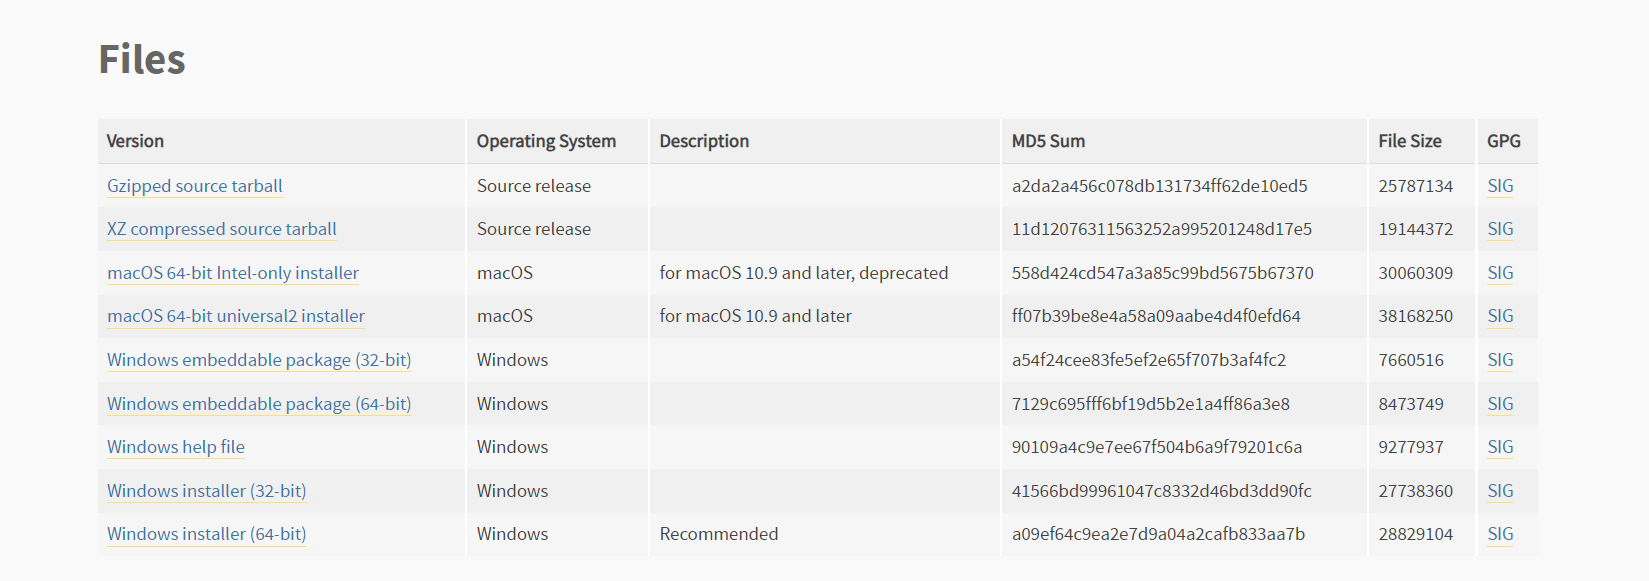 Files
Version Operating System Description MD5 Sum File Size GPG
Gzipped source tarball Source release a2da2a456c078db131734ff62de10ed5 25787134 SIG
XZ compressed source tarball Source release 11d12076311563252a995201248d17e5 19144372 SIG
macOS 64-bit Intel-only installer macOS for macOS 10.9 and later, deprecated 558d424cd547a3a85c99bd5675b67370 30060309 SIG
macOS 64-bit universal2 installer macOS for macOS 10.9 and later ff07b39be8e4a58a09aabe4d4f0efd64 38168250 SIG
Windows embeddable package (32-bit) Windows a54f24cee83fe5ef2e65f707b3af4fc2 7660516 SIG
Windows embeddable package (64-bit) Windows 7129c695fff6bf19d5b2e1a4ff86a3e8 8473749 SIG
Windows help file Windows 90109a4c9e7ee67f504b6a9f79201c6a 9277937 SIG
Windows installer (32-bit) Windows 41566bd99961047c8332d46bd3dd90fc 27738360 SIG
Windows installer (64-bit) Windows Recommended a09ef64c9ea2e7d9a04a2cafb833aa7b 28829104 SIG